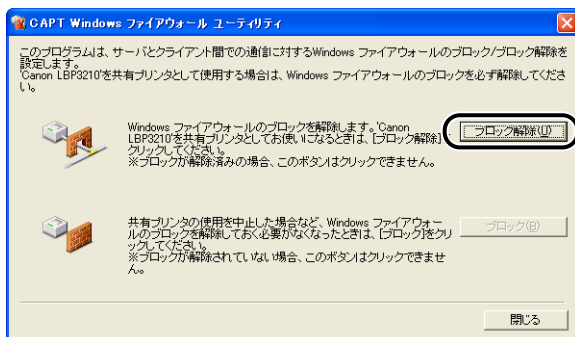 CAPT Windows ファイアウォール ユーティリティ
このプログラムは、サーバとクライアント間での通信に対するWindows ファイアウォールのブロック/ブロック解除を
設定します。
'Canon LBP3210'を共有プリンタとして使用する場合は、Windows ファイアウォールのブロックを必ず解除してくださ
い。
Windows ファイアウォールのブロックを解除します。'Canon
LBP3210'を共有プリンタとしてお使いになるときは、[ブロック解除]
クリックしてください。
※ブロックが解除済みの場合、このボタンはクリックできません。
ブロック解除(U)
共有プリンタの使用を中止した場合など、Windows ファイアウォー
ルのブロックを解除しておく必要がなくなったときは、[ブロック]をクリ
ックしてください。
※ブロックが解除されていない場合、このボタンはクリックできませ
ん。
ブロック(B)
閉じる